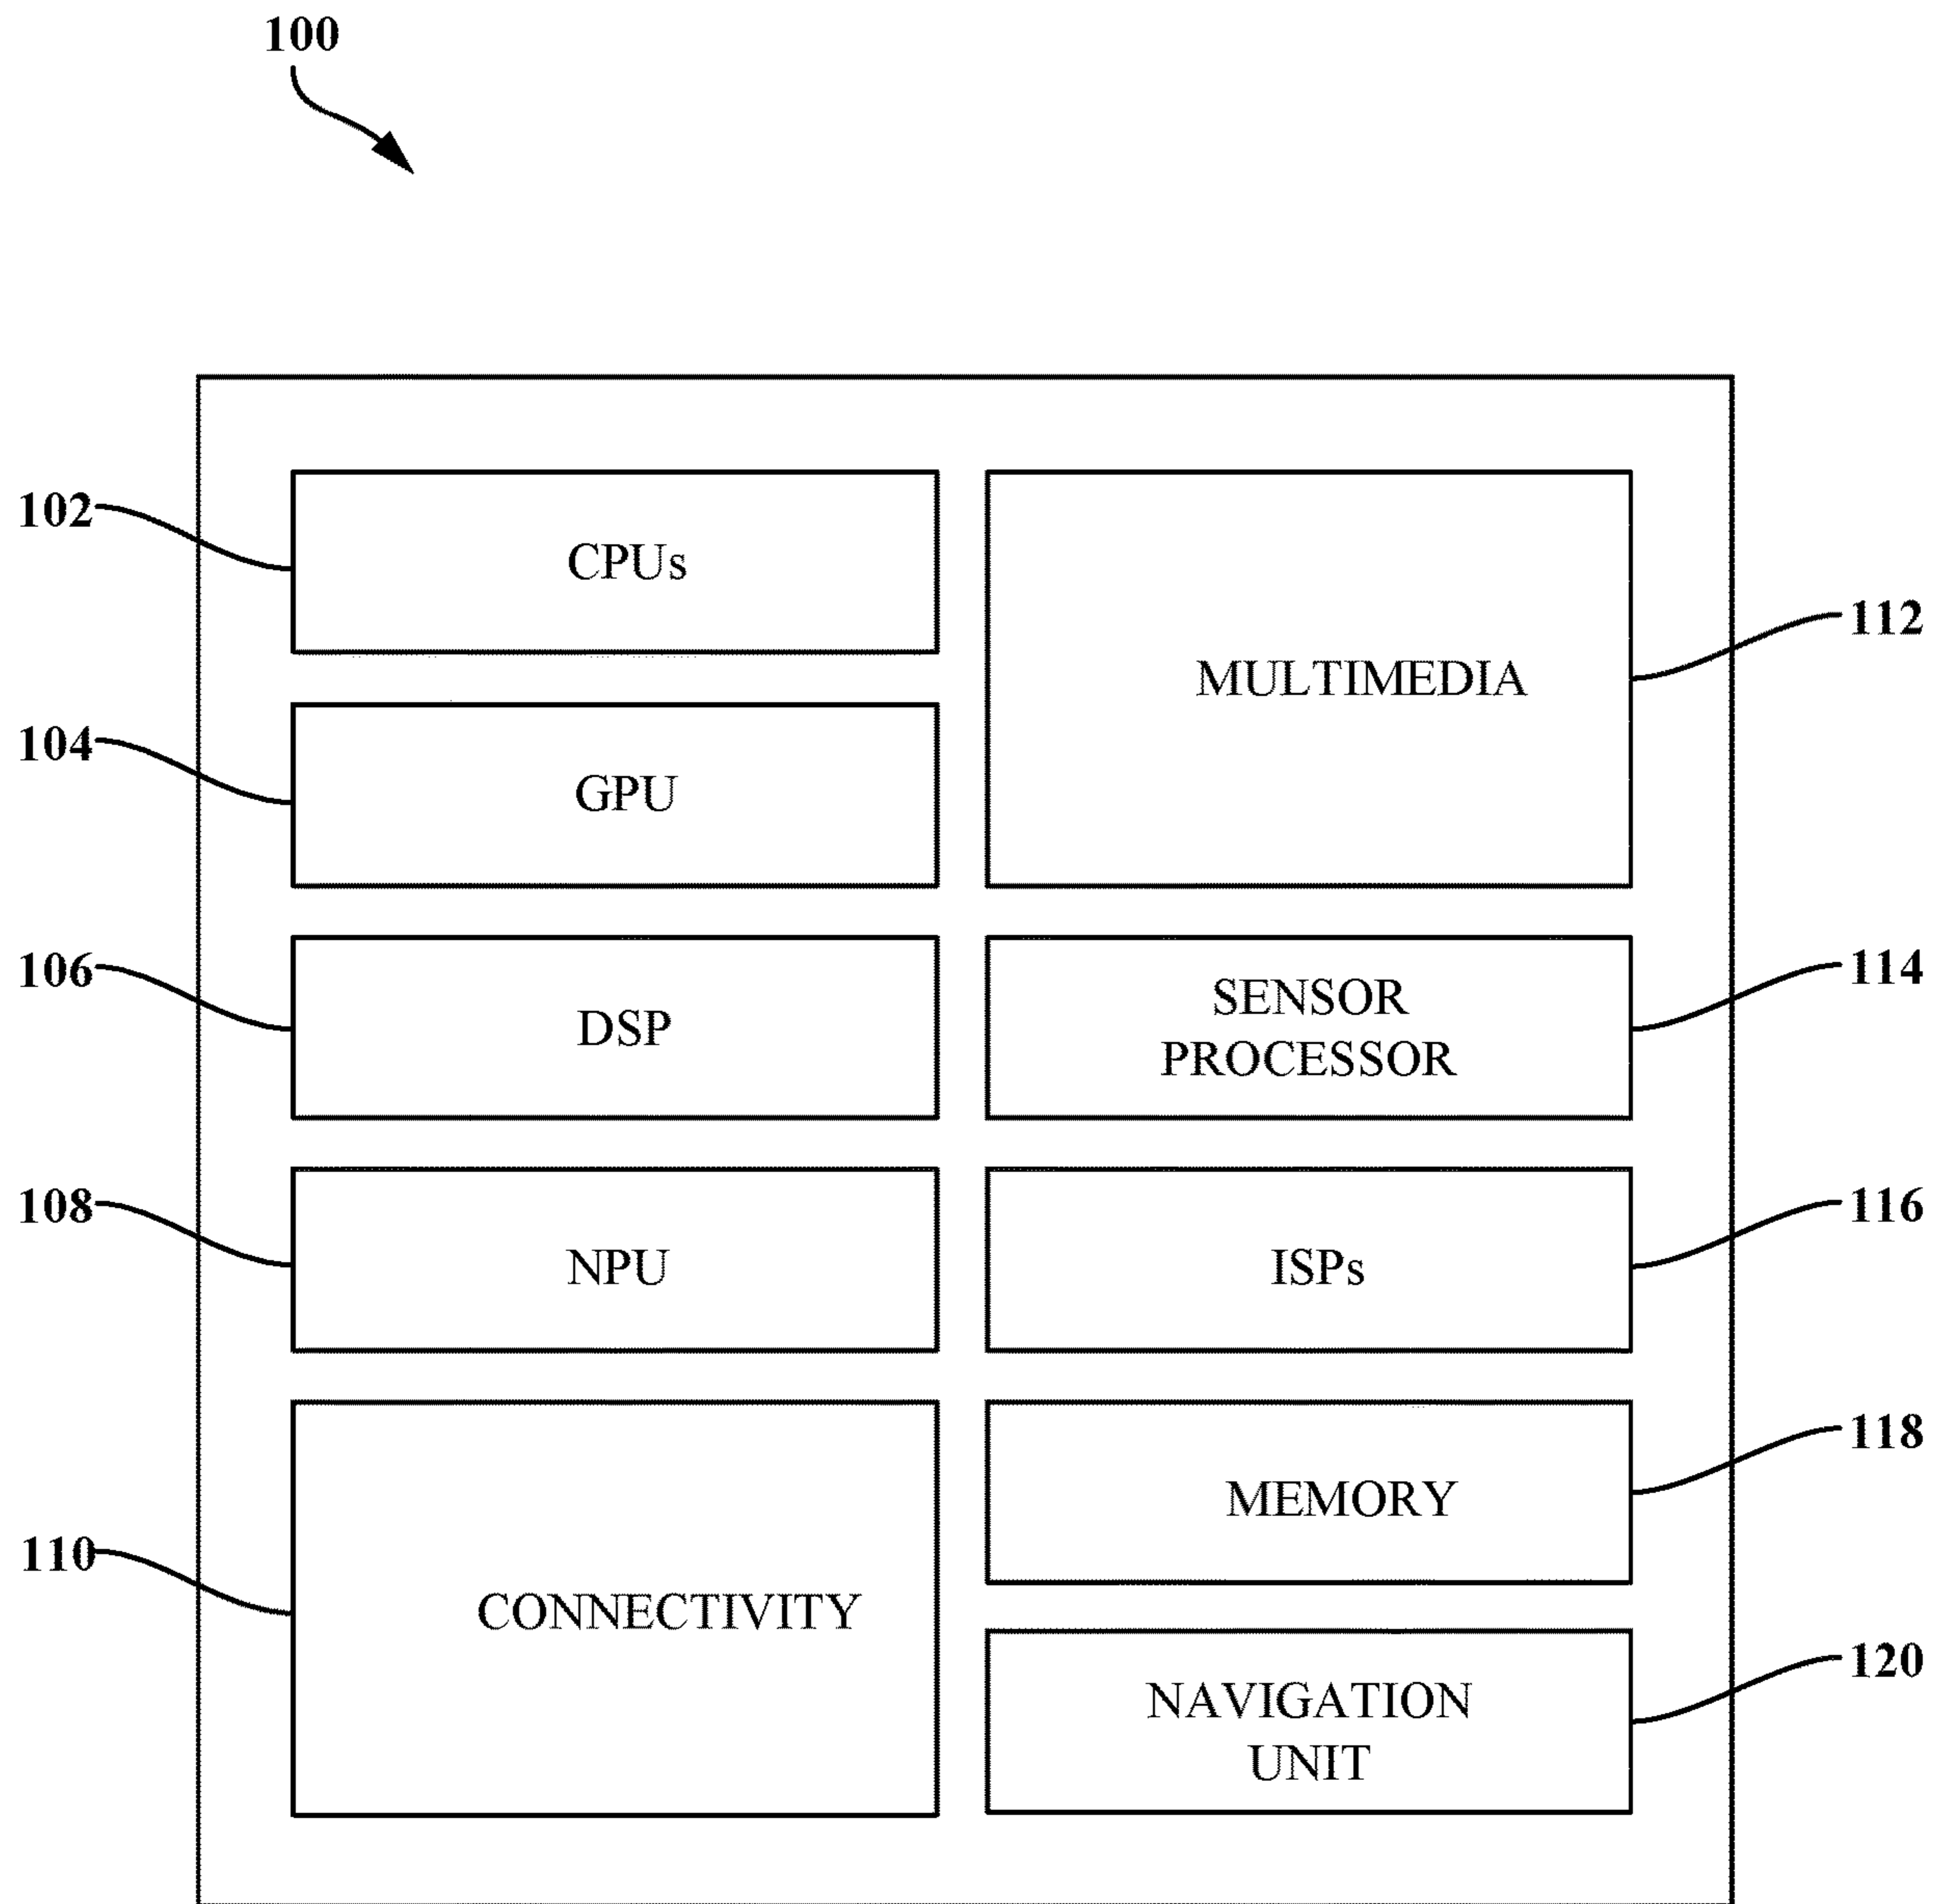 100
102
CPUs
112
MULTIMEDIA
104
GPU
106
DSP
114
SENSOR
PROCESSOR
108
NPU
116
ISPs
118
MEMORY
110
CONNECTIVITY
120
NAVIGATION
UNIT